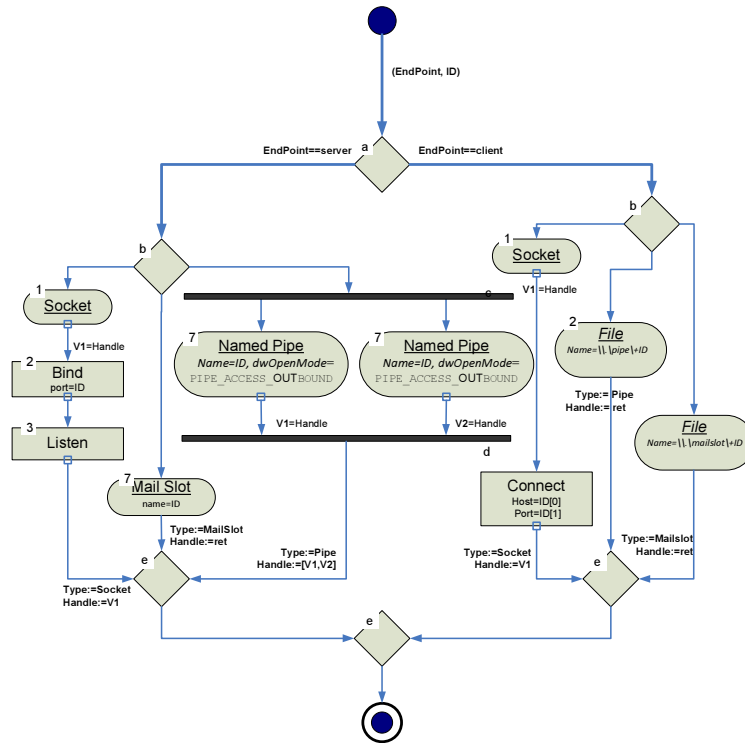 (EndPoint, ID)
a
EndPoint==server
EndPoint==client
b
b
1
Socket
1
Socket
V1=Handle
c
V1 =Handle
2
Bind
port=ID
7
Named Pipe
Name=ID, dwOpenMode=
PIPE_ACCESS_OUTBOUND
7
Named Pipe
Name=ID, dwOpenMode=
PIPE_ACCESS_OUTBOUND
2
File
Name=\\.\pipe\+ID
3
Listen
V1=Handle
V2=Handle
d
Type:= Pipe
Handle:= ret
File
Name=\\.\mailslot\+ID
7
Mail Slot
name=ID
Connect
Host=ID[0]
Port=ID[1]
Type:=MailSlot
Handle:=ret
Type:=Pipe
Handle:=[V1,V2]
Type:=Socket
Handle:=V1
Type:=Mailslot
Handle:=ret
e
e
Type:=Socket
Handle:=V1
e